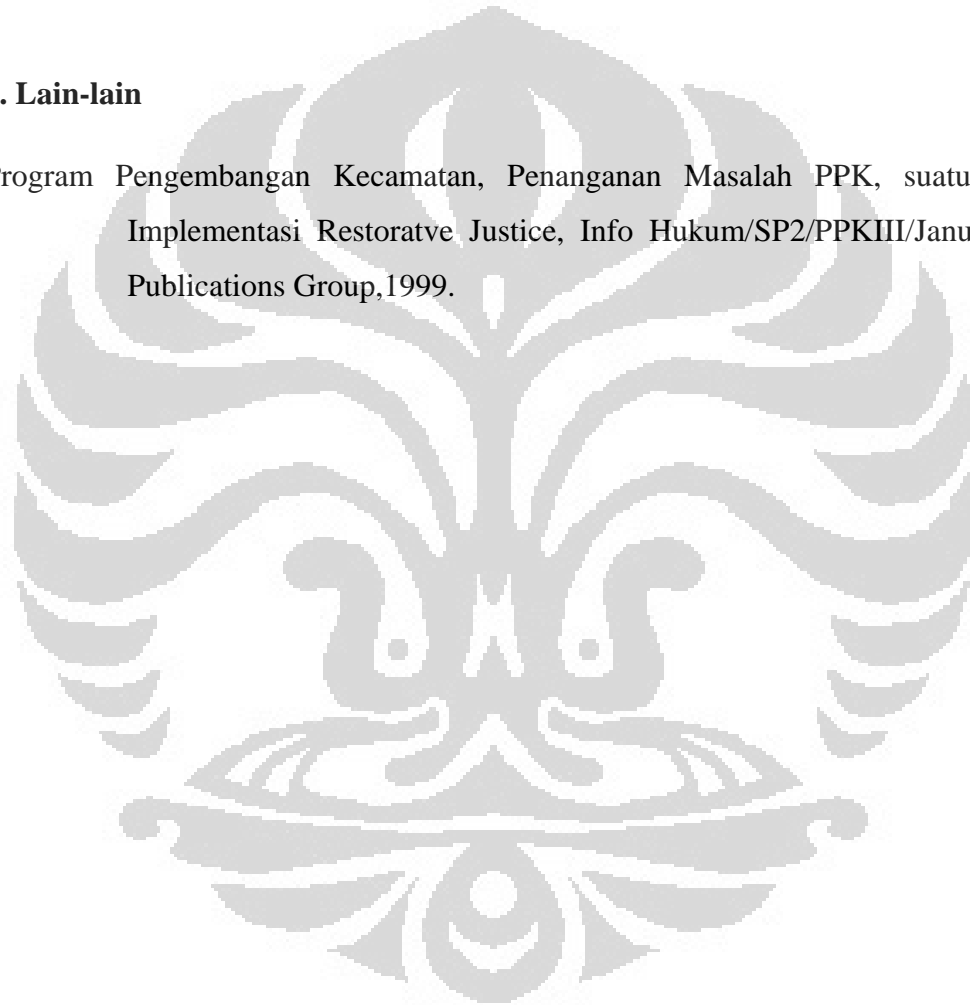 . Lain-lain
rogram Pengembangan Kecamatan, Penanganan Masalah PPK, suatu
Implementasi Restoratve Justice, Info Hukum/SP2/PPKIII/Janu
Publications Group,1999.